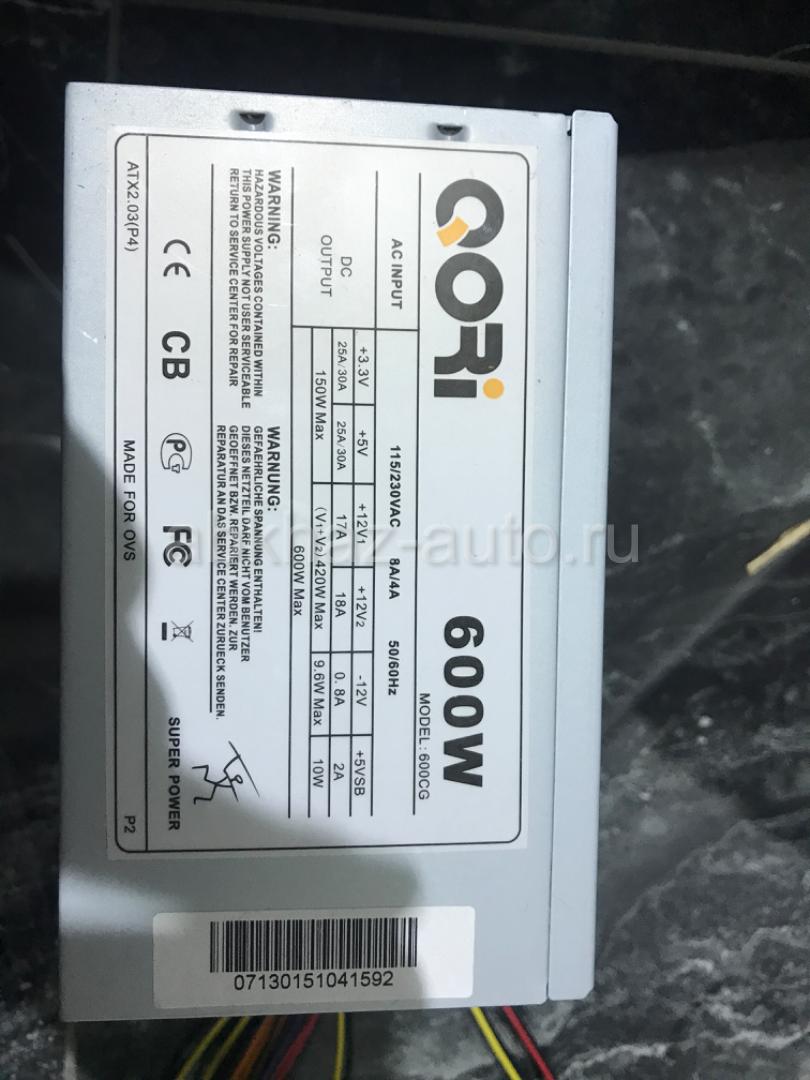 QORi
600W
MODEL : 600CG
AC INPUT 115/230VAC 8A/4A 50/60Hz
DC OUTPUT +3.3V +5V +12V1 +12V2 -12V +5VSB
25A/30A 25A/30A 17A 18A 0. 8A 2A
150W Max (V1+V2) 420W Max 9.6W Max 10W
600W Max
WARNING:
HAZARDOUS VOLTAGES CONTAINED WITHIN
THIS POWER SUPPLY NOT USER SERVICEABLE
RETURN TO SERVICE CENTER FOR REPAIR
WARNUNG:
GEFAEHRLICHE SPANNUNG ENTHALTEN!
DIESES NETZTEIL DARF NICHT VOM BENUTZER
GEOEFFNET BZW. REPARIERT WERDEN. ZUR
REPARATUR AN DAS SERVICE CENTER ZURUECK SENDEN.
CE CB PG FC
SUPER POWER
ATX2.03(P4) MADE FOR OVS P2
07130151041592
abkhaz-auto.ru